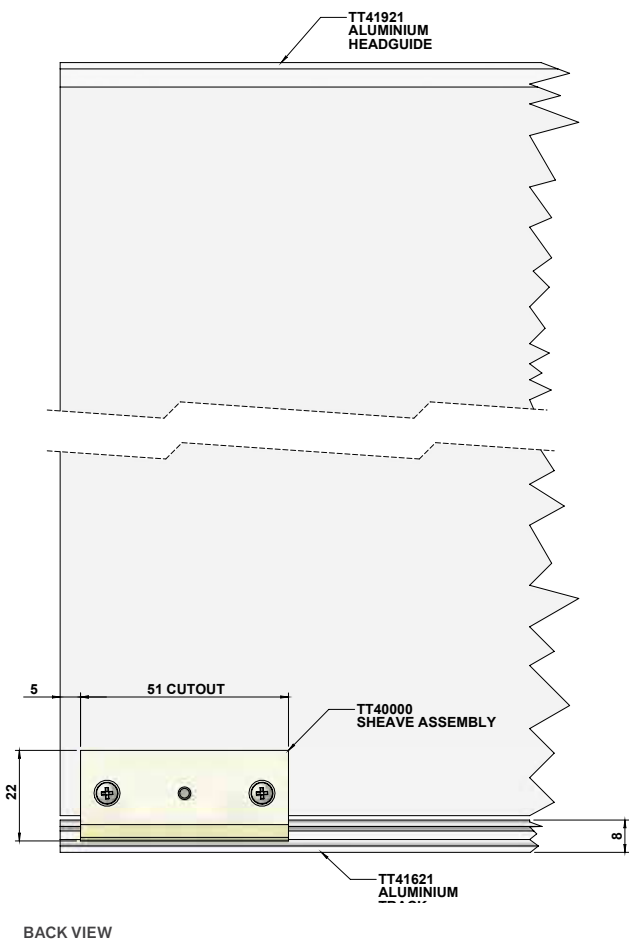 TT41921
ALUMINIUM
HEADGUIDE
5
51 CUTOUT
TT40000
SHEAVE ASSEMBLY
22
8
TT41621
ALUMINIUM
BACK VIEW